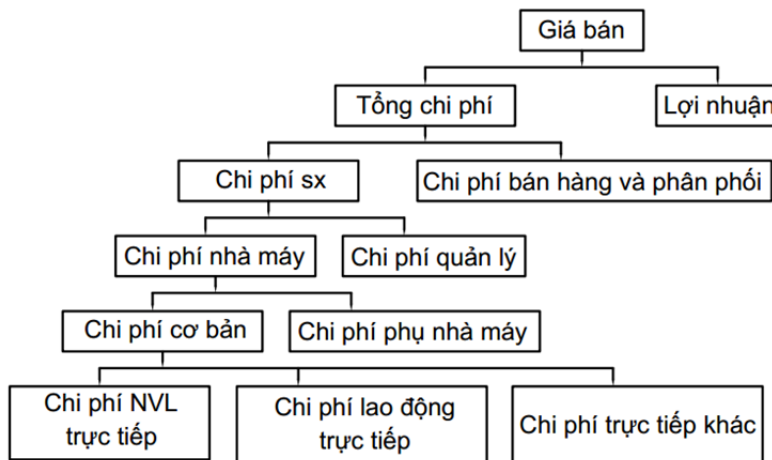 Giá bán
Tổng chi phí
Lợi nhuận
Chi phí sx
Chi phí bán hàng và phân phối
Chi phí nhà máy
Chi phí quản lý
Chi phí cơ bản
Chi phí phụ nhà máy
Chi phí NVL
trực tiếp
Chi phí lao động
trực tiếp
Chi phí trực tiếp khác